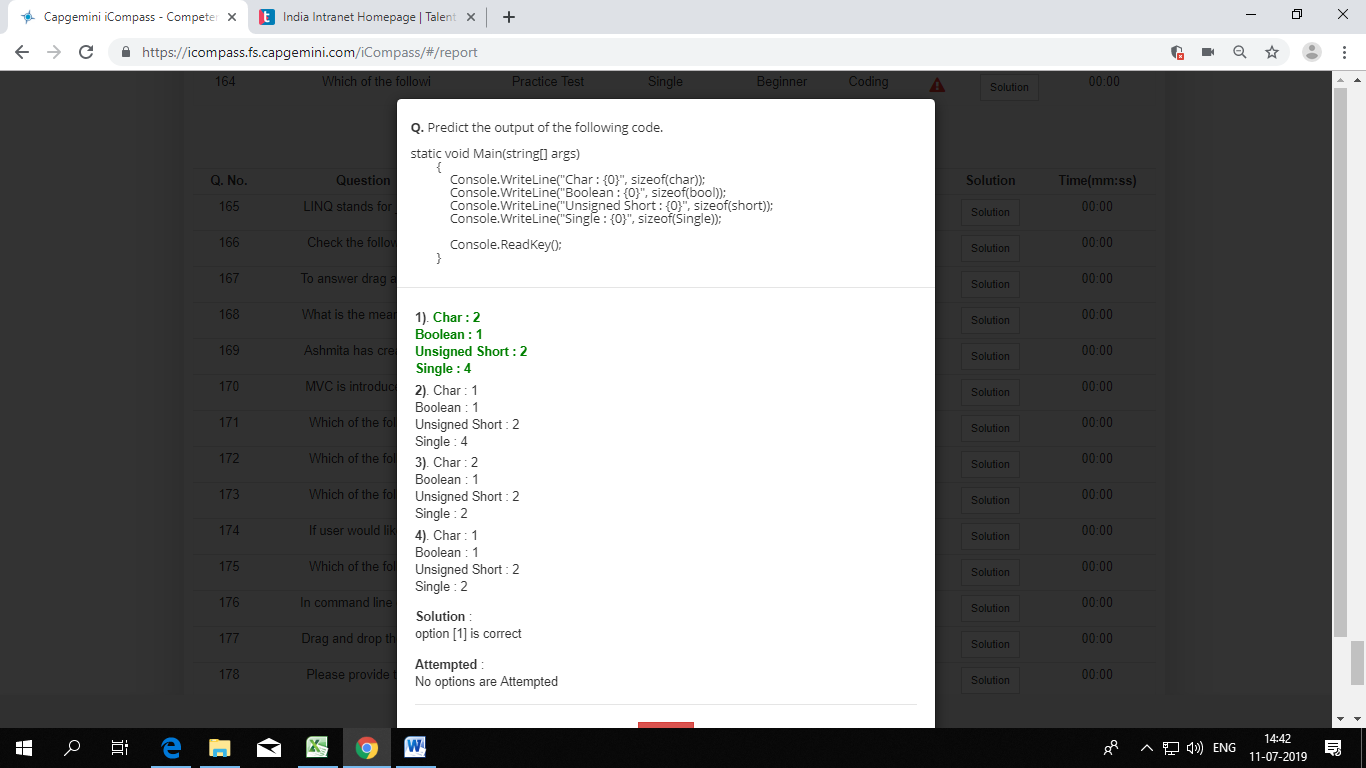 Capgemini iCompass - Competer
India Intranet Homepage | Talent
https://icompass.fs.capgemini.com/iCompass/#/report
164 Which of the followi Practice Test Single Beginner Coding Solution 00:00
Q. Predict the output of the following code.
static void Main(string[] args)
{
Console.WriteLine("Char : {0}", sizeof(char));
Console.WriteLine("Boolean : {0}", sizeof(bool));
Console.WriteLine("Unsigned Short : {0}", sizeof(short));
Console.WriteLine("Single : {0}", sizeof(Single));
Console.ReadKey();
}
1). Char : 2
Boolean : 1
Unsigned Short : 2
Single : 4
2). Char : 1
Boolean : 1
Unsigned Short : 2
Single : 4
3). Char : 2
Boolean : 1
Unsigned Short : 2
Single : 2
4). Char : 1
Boolean : 1
Unsigned Short : 2
Single : 2
Solution :
option [1] is correct
Attempted :
No options are Attempted
Q. No. Question Solution Time(mm:ss)
165 LINQ stands for Solution 00:00
166 Check the follow Solution 00:00
167 To answer drag a Solution 00:00
168 What is the mear Solution 00:00
169 Ashmita has crea Solution 00:00
170 MVC is introduc Solution 00:00
171 Which of the fol Solution 00:00
172 Which of the fol Solution 00:00
173 Which of the fol Solution 00:00
174 If user would lik Solution 00:00
175 Which of the fol Solution 00:00
176 In command line Solution 00:00
177 Drag and drop th Solution 00:00
178 Please provide t Solution 00:00
ENG
14:42
11-07-2019